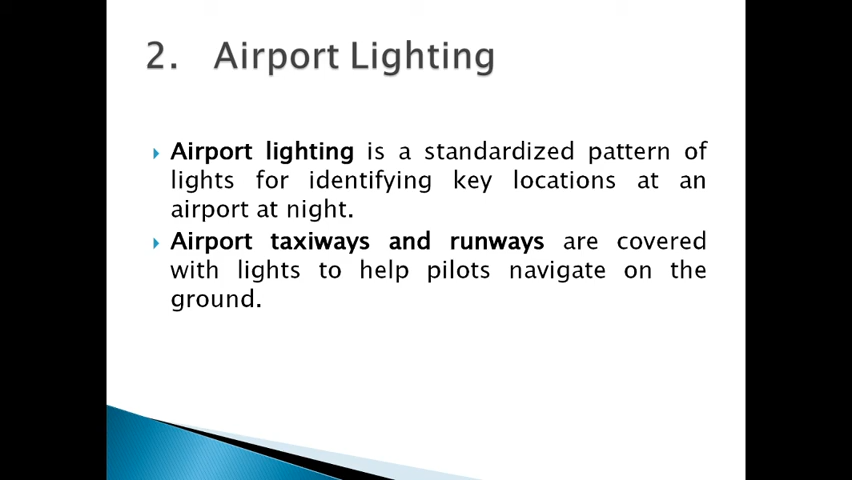 2. Airport Lighting
Airport lighting is a standardized pattern of
lights for identifying key locations at an
airport at night.
Airport taxiways and runways are covered
with lights to help pilots navigate on the
ground.